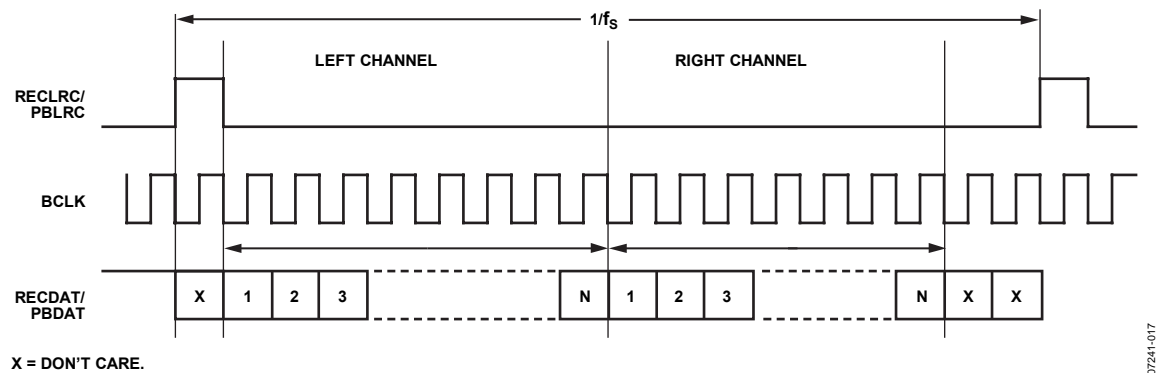 1/fS
LEFT CHANNEL
RIGHT CHANNEL
RECLRC/
PBLRC
BCLK
RECDAT/
PBDAT
X 1 2 3 N 1 2 3 N X X
X = DON'T CARE.
07241-017